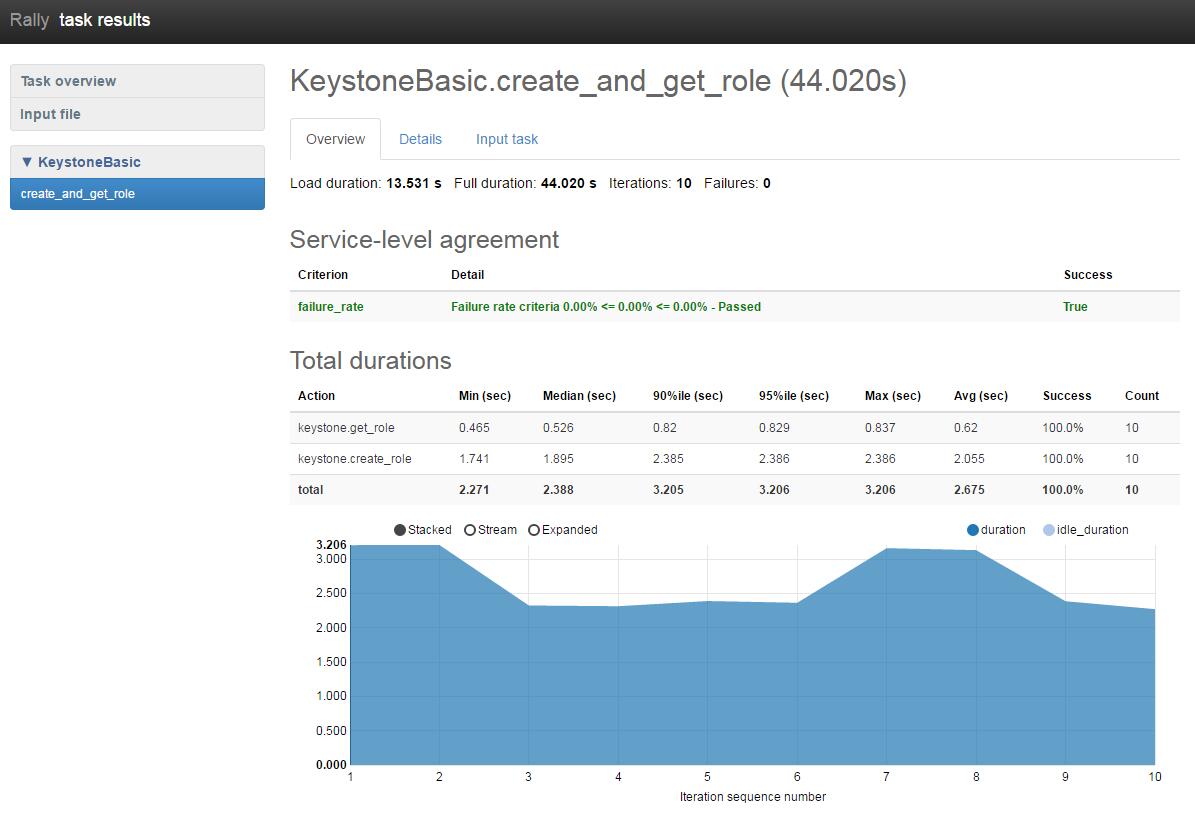 Rally task results
Task overview
Input file
▼ KeystoneBasic
create_and_get_role
KeystoneBasic.create_and_get_role (44.020s)
Overview Details Input task
Load duration: 13.531 s Full duration: 44.020 s Iterations: 10 Failures: 0
Service-level agreement
Criterion Detail Success
failure_rate Failure rate criteria 0.00% <= 0.00% <= 0.00% - Passed True
Total durations
Action Min (sec) Median (sec) 90%ile (sec) 95%ile (sec) Max (sec) Avg (sec) Success Count
keystone.get_role 0.465 0.526 0.82 0.829 0.837 0.62 100.0% 10
keystone.create_role 1.741 1.895 2.385 2.386 2.386 2.055 100.0% 10
total 2.271 2.388 3.205 3.206 3.206 2.675 100.0% 10
Stacked Stream Expanded duration idle_duration
3.206
3.000
2.500
2.000
1.500
1.000
0.500
0.000
1 2 3 4 5 6 7 8 9 10
Iteration sequence number